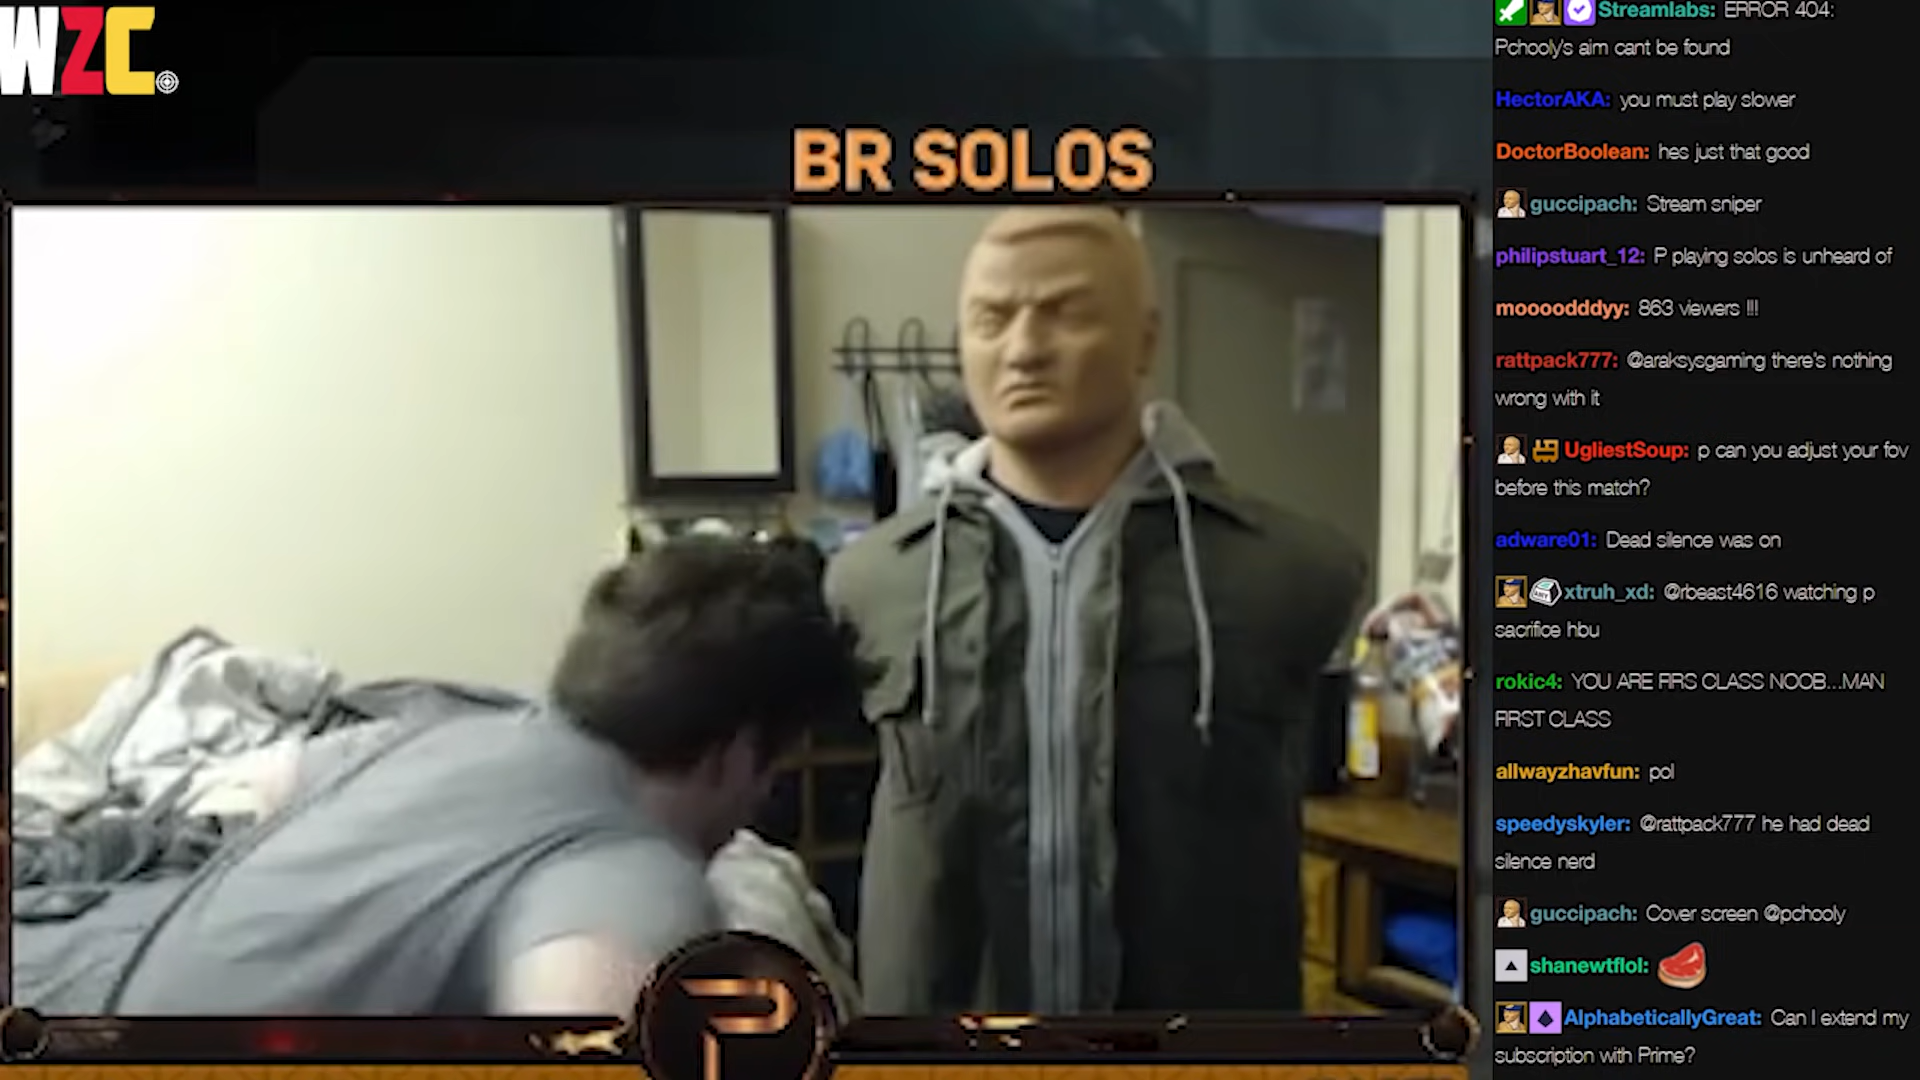 WZC
BR SOLOS
P
Streamlabs: ERROR 404:
Pchooly's aim cant be found
HectorAKA: you must play slower
DoctorBoolean: hes just that good
guccipach: Stream sniper
philipstuart_12: P playing solos is unheard of
moooodddyy: 863 viewers !!!
rattpack777: @araksysgaming there's nothing
wrong with it
UgliestSoup: p can you adjust your fov
before this match?
adware01: Dead silence was on
xtruh_xd: @rbeast4616 watching p
sacrifice hbu
rokic4: YOU ARE FIRS CLASS NOOB...MAN
FIRST CLASS
allwayzhavfun: pol
speedyskyler: @rattpack777 he had dead
silence nerd
guccipach: Cover screen @pchooly
shanewtflol:
AlphabeticallyGreat: Can I extend my
subscription with Prime?